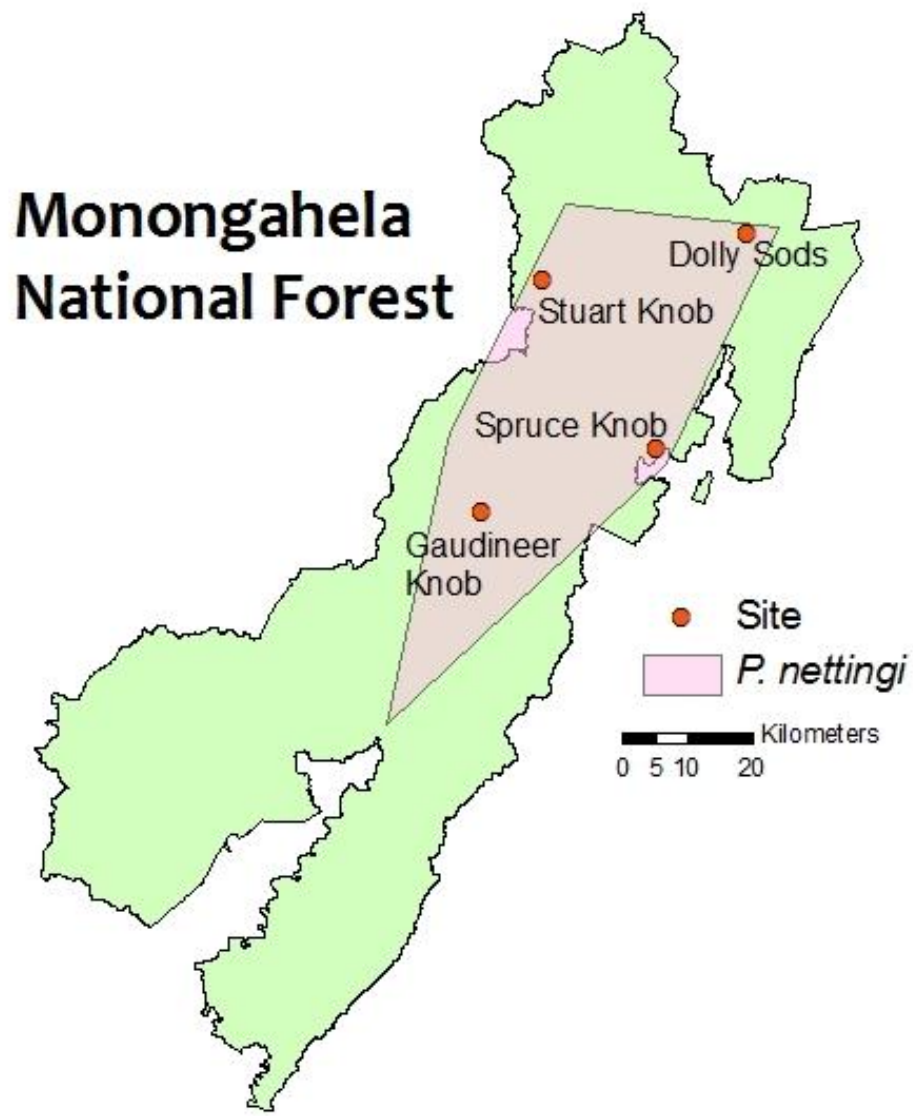 Monongahela
National Forest
Dolly Sods
Stuart Knob
Spruce Knob
Gaudineer
Knob
Site
P. nettingi
Kilometers
0 5 10 20